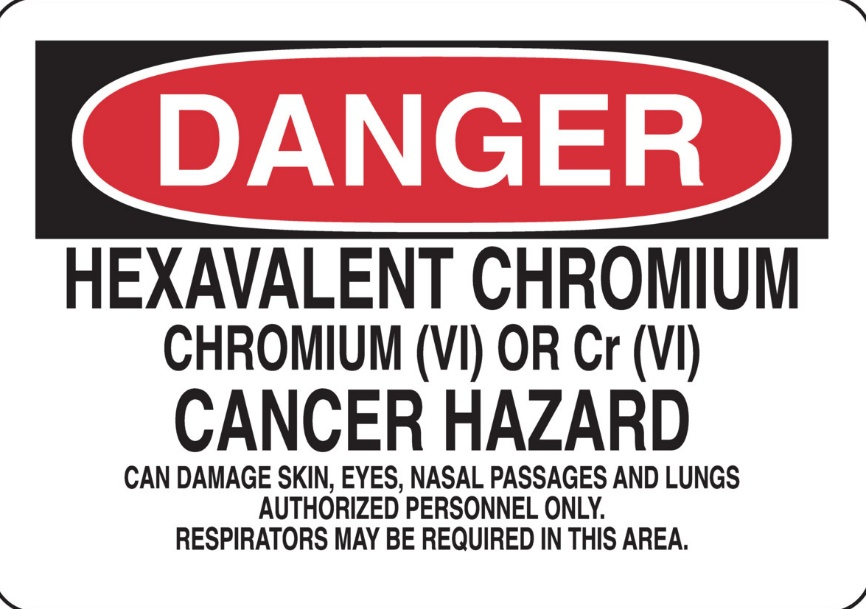 DANGER
HEXAVALENT CHROMIUM
CHROMIUM (VI) OR Cr (VI)
CANCER HAZARD
CAN DAMAGE SKIN, EYES, NASAL PASSAGES AND LUNGS
AUTHORIZED PERSONNEL ONLY.
RESPIRATORS MAY BE REQUIRED IN THIS AREA.